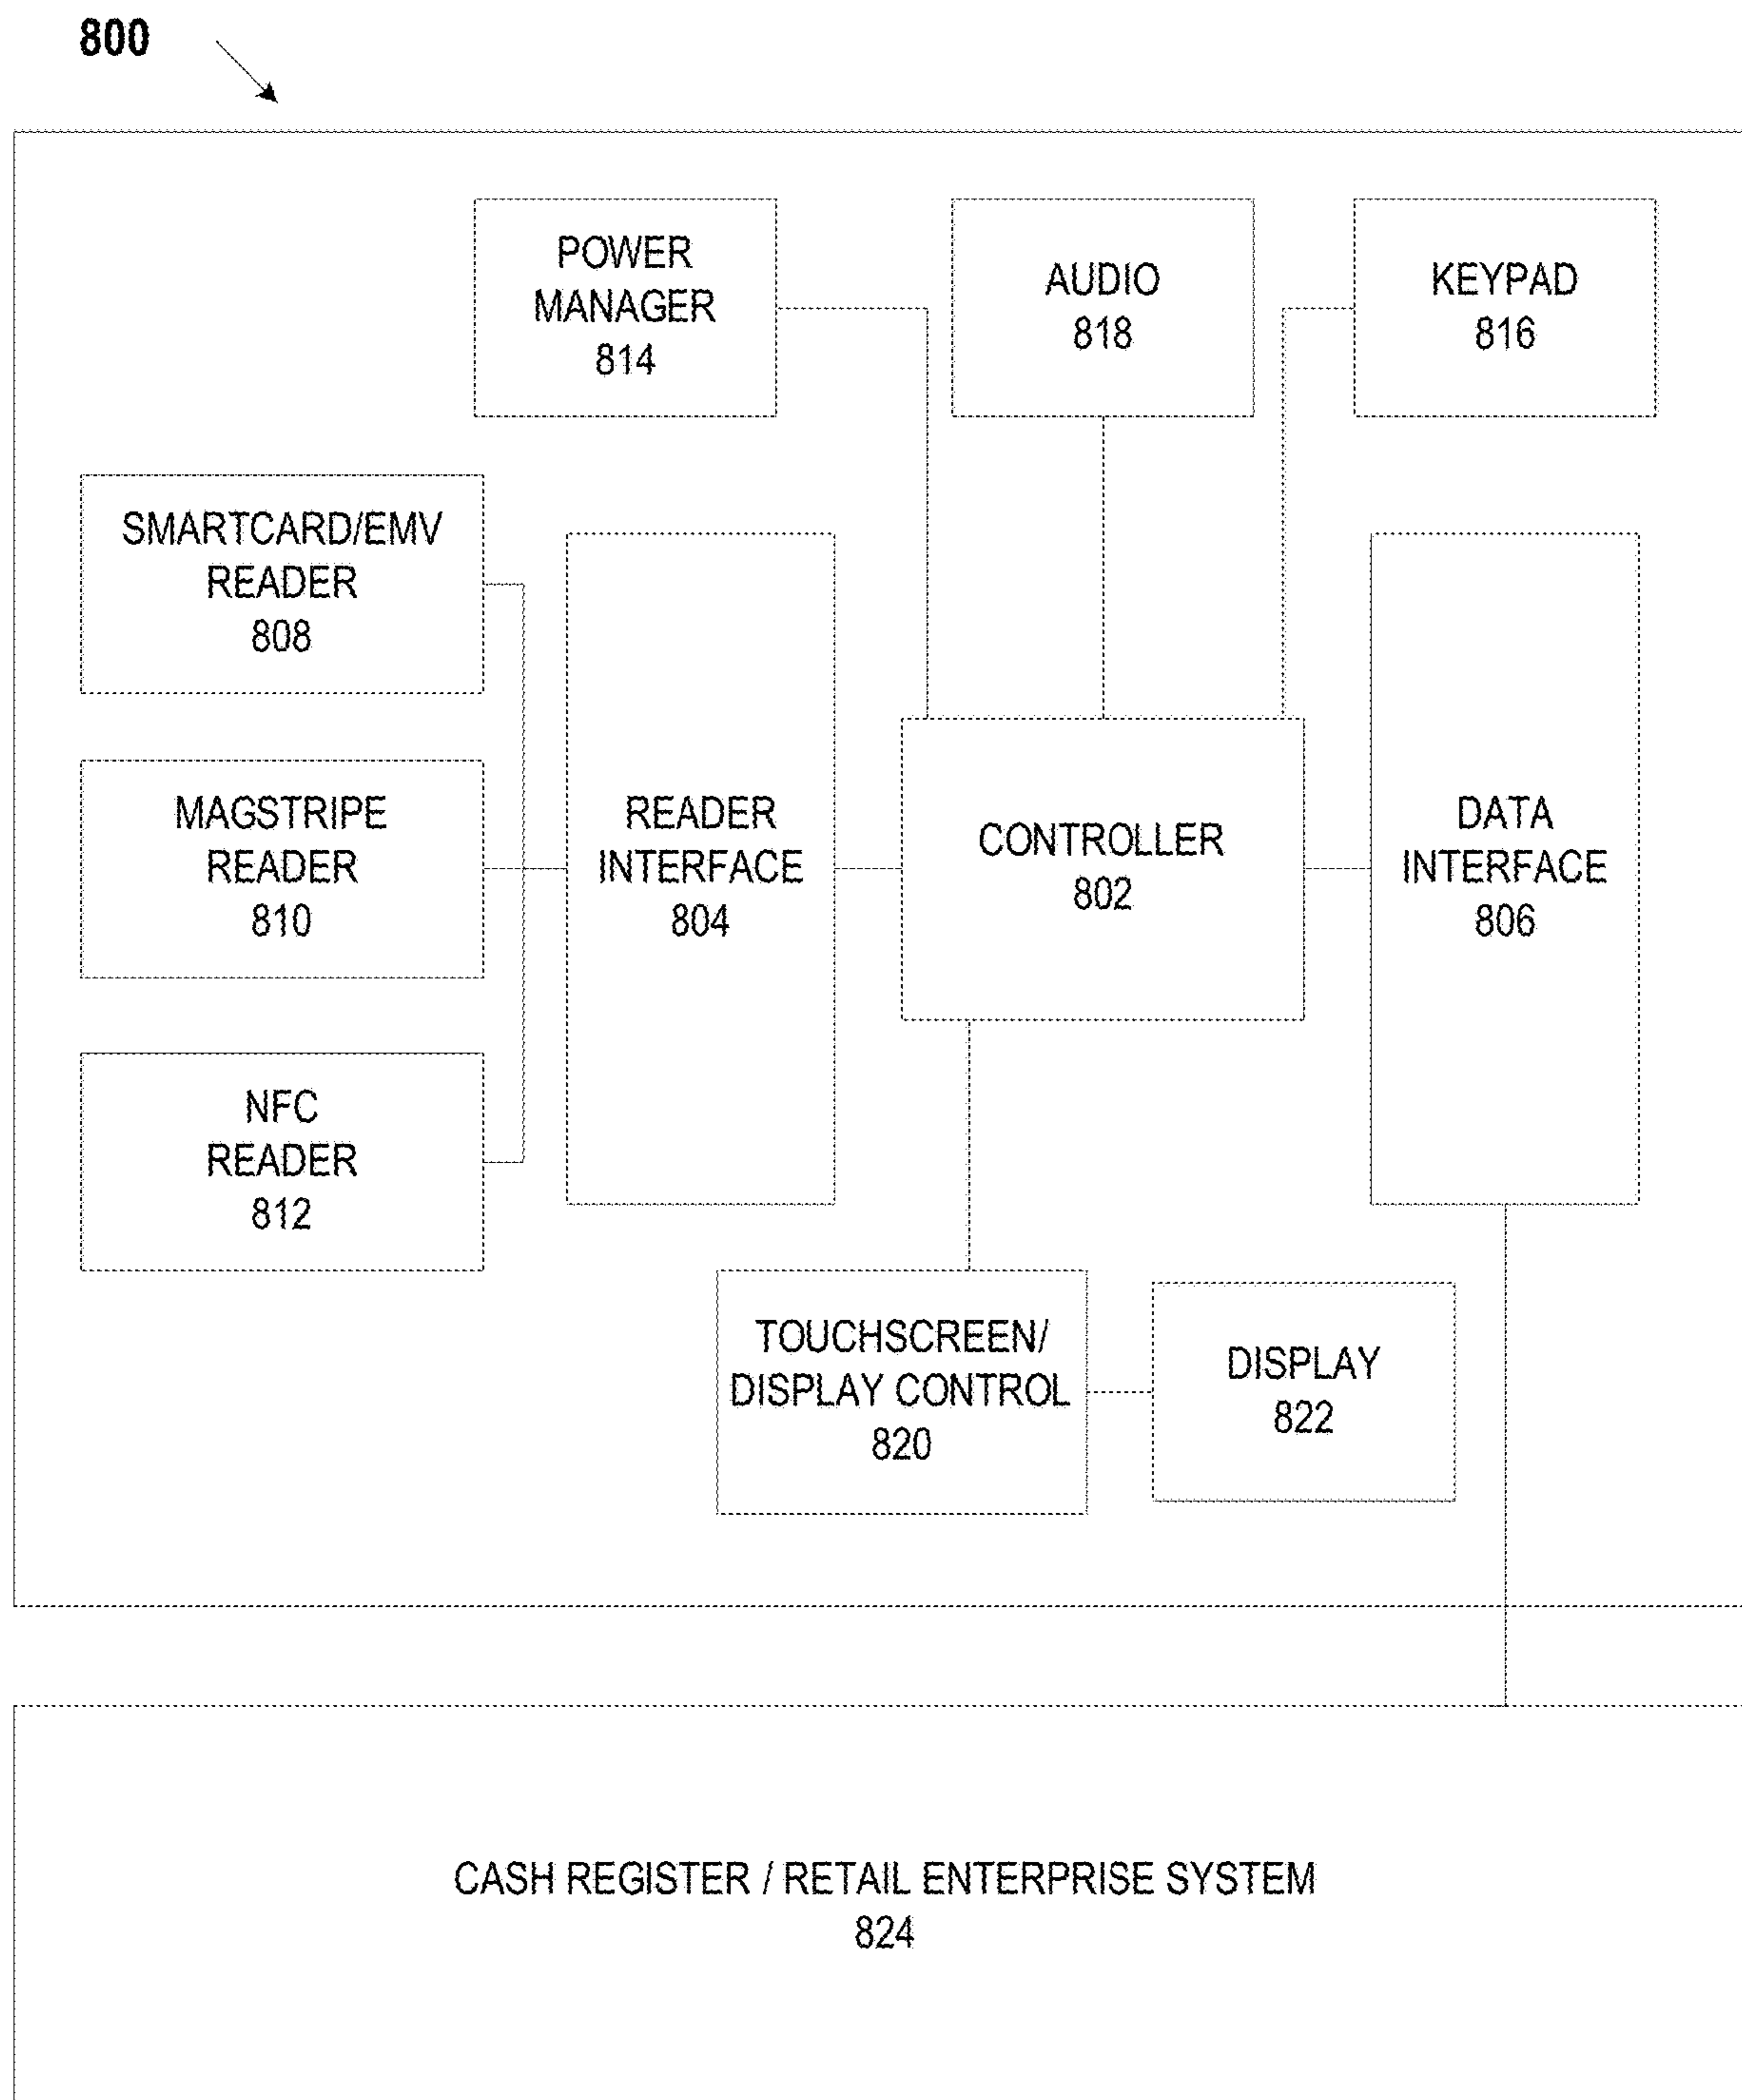 800
POWER
MANAGER
814
AUDIO
818
KEYPAD
816
SMARTCARD/EMV
READER
808
MAGSTRIPE
READER
810
NFC
READER
812
READER
INTERFACE
804
CONTROLLER
802
DATA
INTERFACE
806
TOUCHSCREEN/
DISPLAY CONTROL
820
DISPLAY
822
CASH REGISTER / RETAIL ENTERPRISE SYSTEM
824